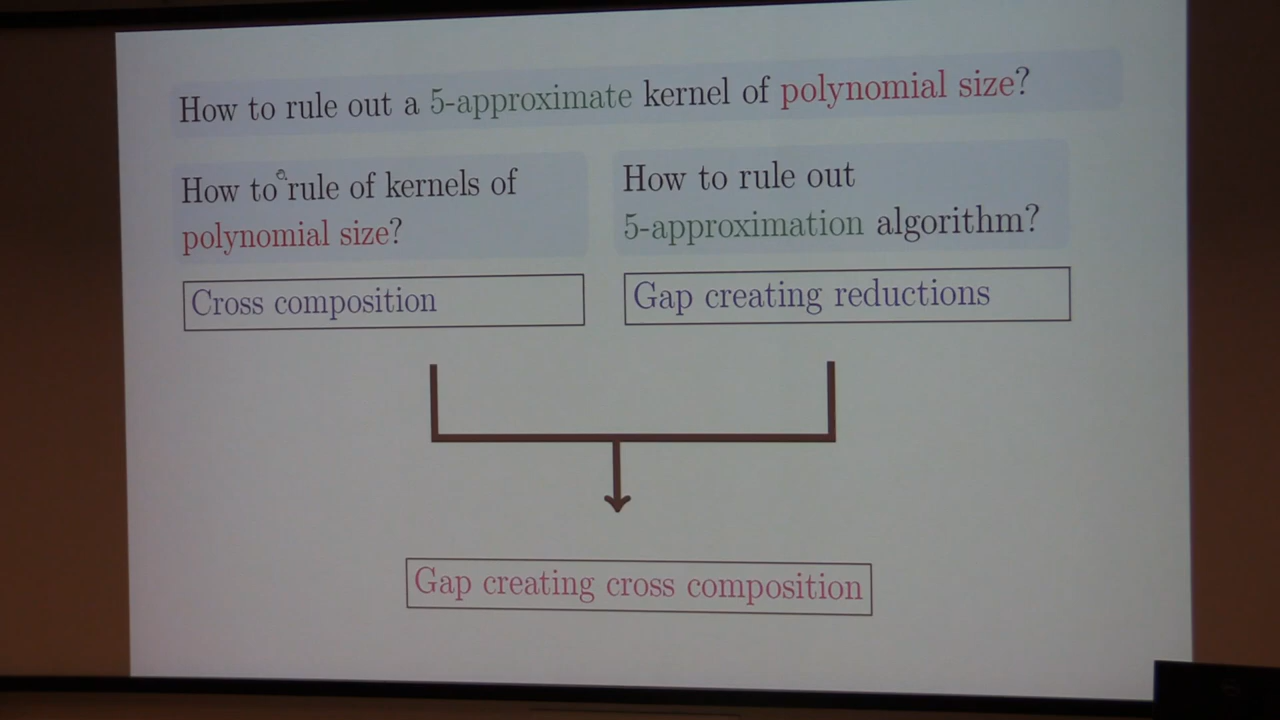 How to rule out a 5-approximate kernel of polynomial size?
How to rule of kernels of
polynomial size?
How to rule out
5-approximation algorithm?
Cross composition
Gap creating reductions
Gap creating cross composition